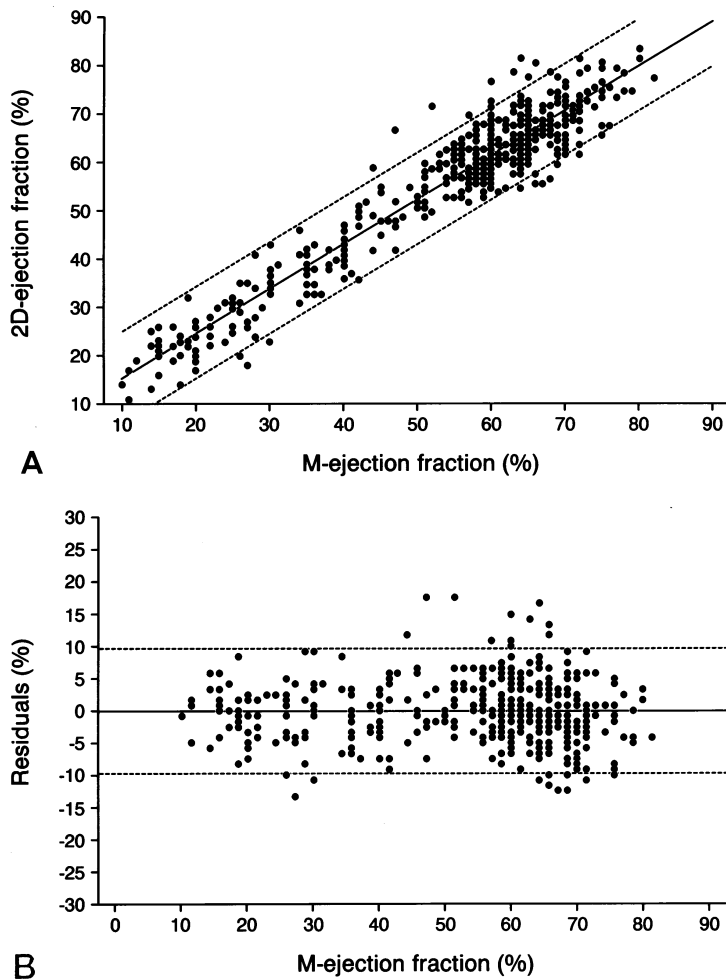 90
80
70
60
50
40
30
20
10
2D-ejection fraction (%)
10 20 30 40 50 60 70 80 90
M-ejection fraction (%)
A
30
25
20
15
10
5
0
-5
-10
-15
-20
-25
-30
Residuals (%)
0 10 20 30 40 50 60 70 80 90
M-ejection fraction (%)
B